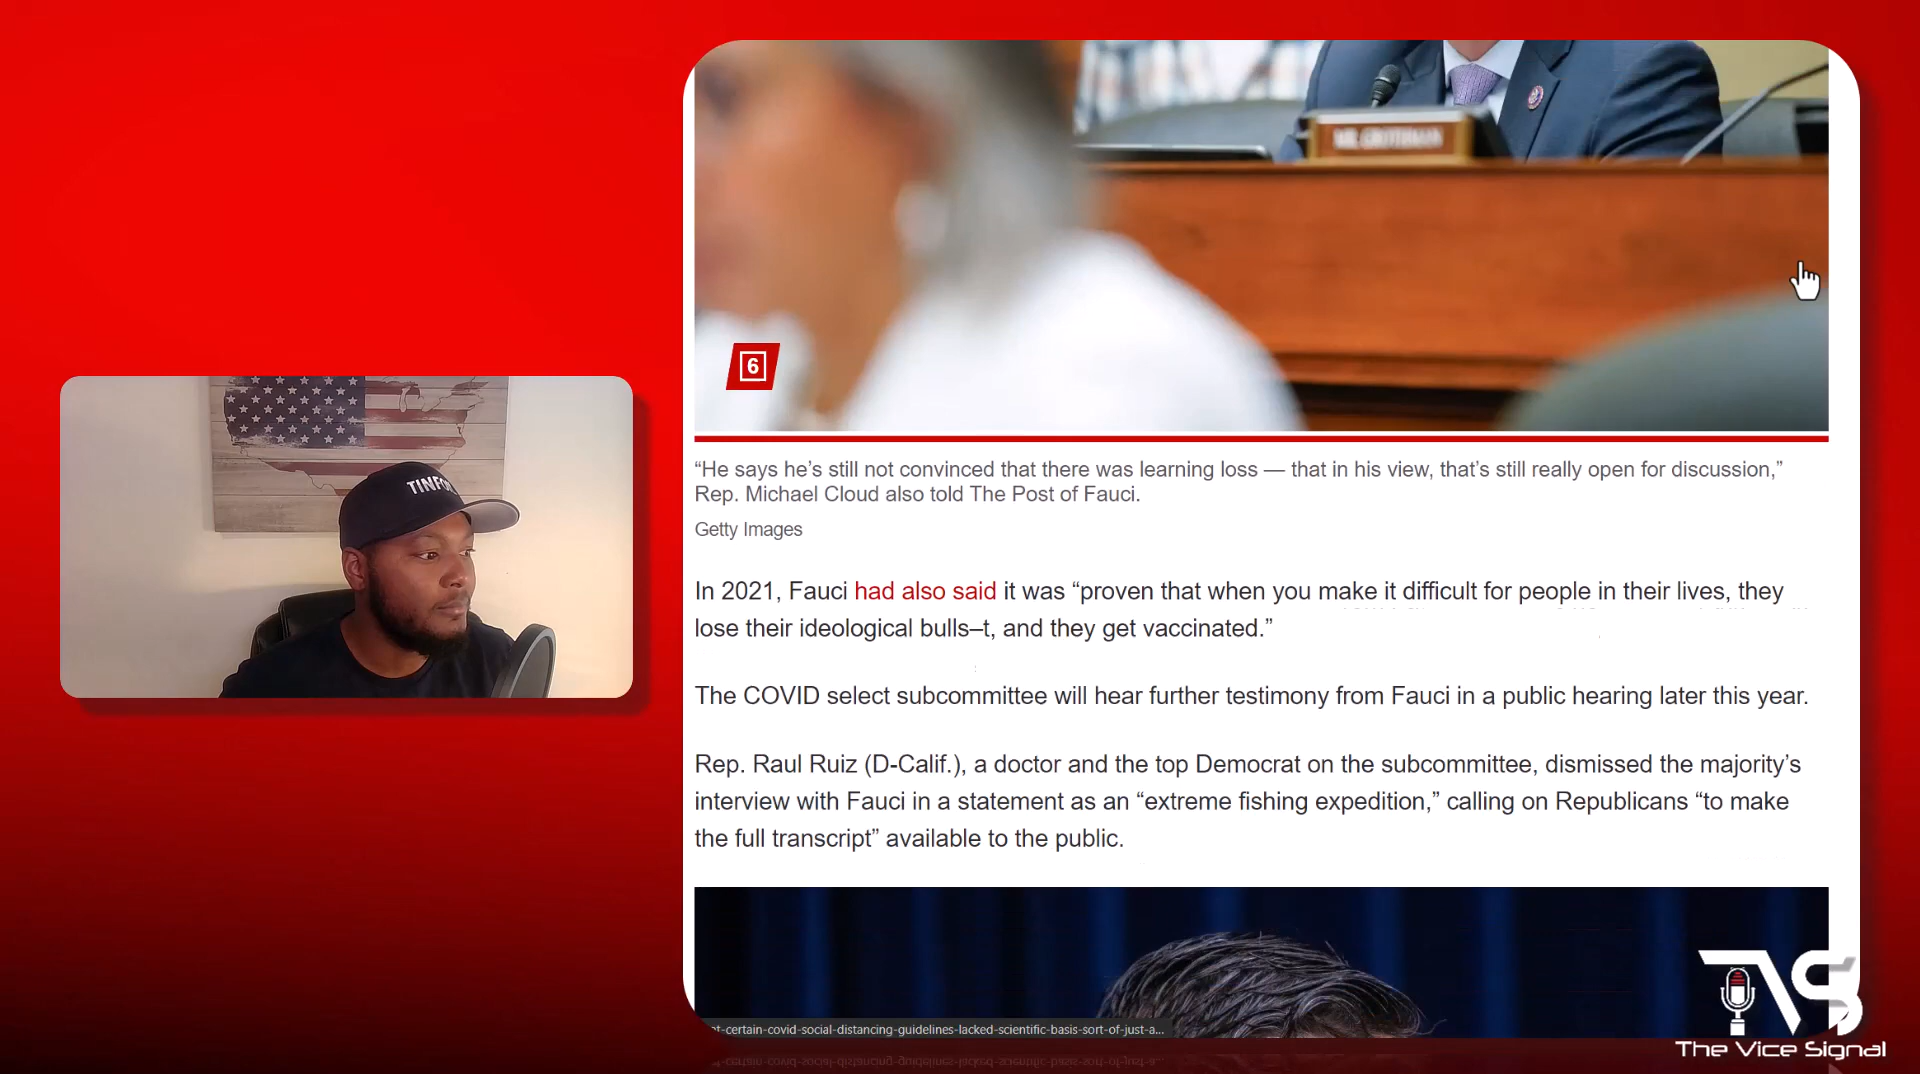 MR. GROTHMAN
6
“He says he’s still not convinced that there was learning loss — that in his view, that’s still really open for discussion,”
Rep. Michael Cloud also told The Post of Fauci.
Getty Images
In 2021, Fauci had also said it was “proven that when you make it difficult for people in their lives, they
lose their ideological bulls–t, and they get vaccinated.”
The COVID select subcommittee will hear further testimony from Fauci in a public hearing later this year.
Rep. Raul Ruiz (D-Calif.), a doctor and the top Democrat on the subcommittee, dismissed the majority’s
interview with Fauci in a statement as an “extreme fishing expedition,” calling on Republicans “to make
the full transcript” available to the public.
-certain-covid-social-distancing-guidelines-lacked-scientific-basis-sort-of-just-a...
TVS
The Vice Signal